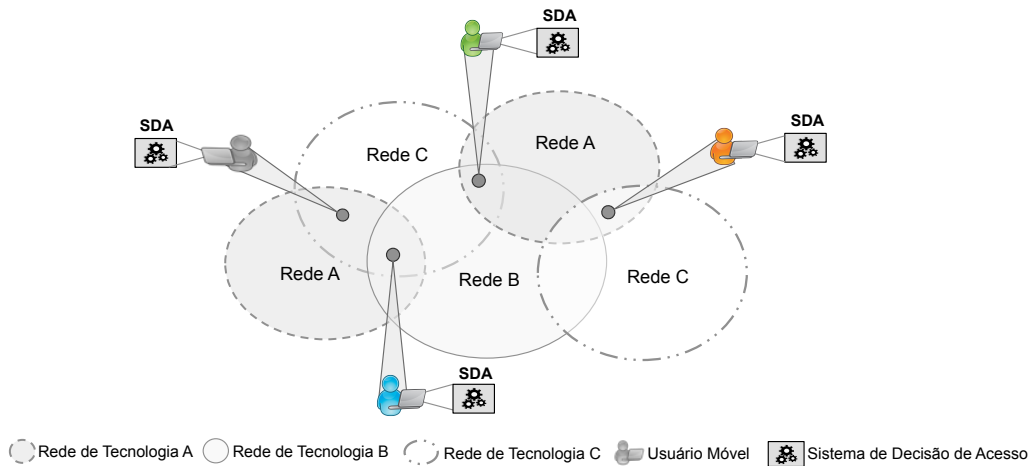 SDA
SDA
SDA
Rede C
Rede A
Rede A
Rede B
Rede C
SDA
Rede de Tecnologia A
Rede de Tecnologia B
Rede de Tecnologia C
Usuário Móvel
Sistema de Decisão de Acesso